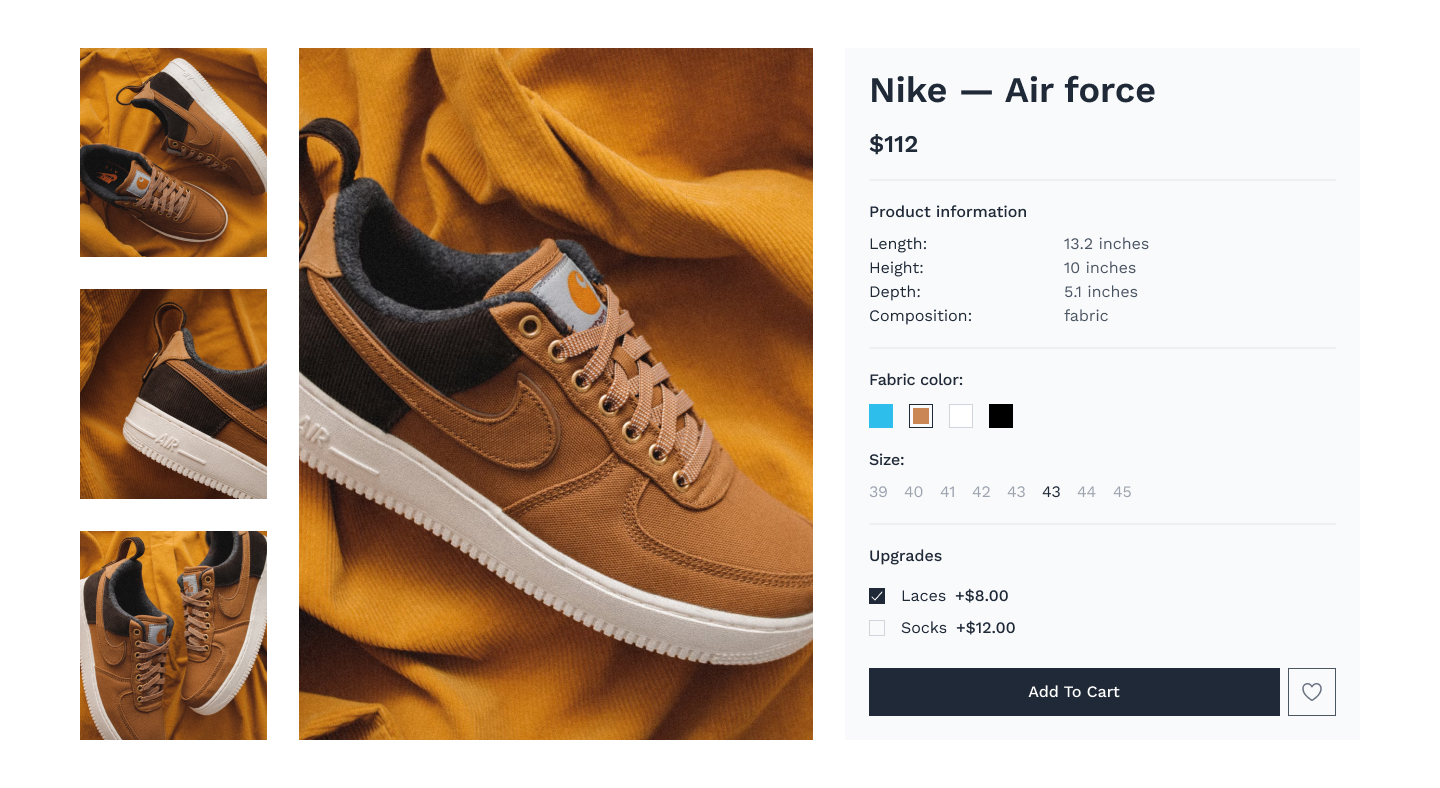 AIR
AIR
Nike — Air force
$112
Product information
Length: 13.2 inches
Height: 10 inches
Depth: 5.1 inches
Composition: fabric
Fabric color:
Size:
39 40 41 42 43 43 44 45
Upgrades
Laces +$8.00
Socks +$12.00
Add To Cart